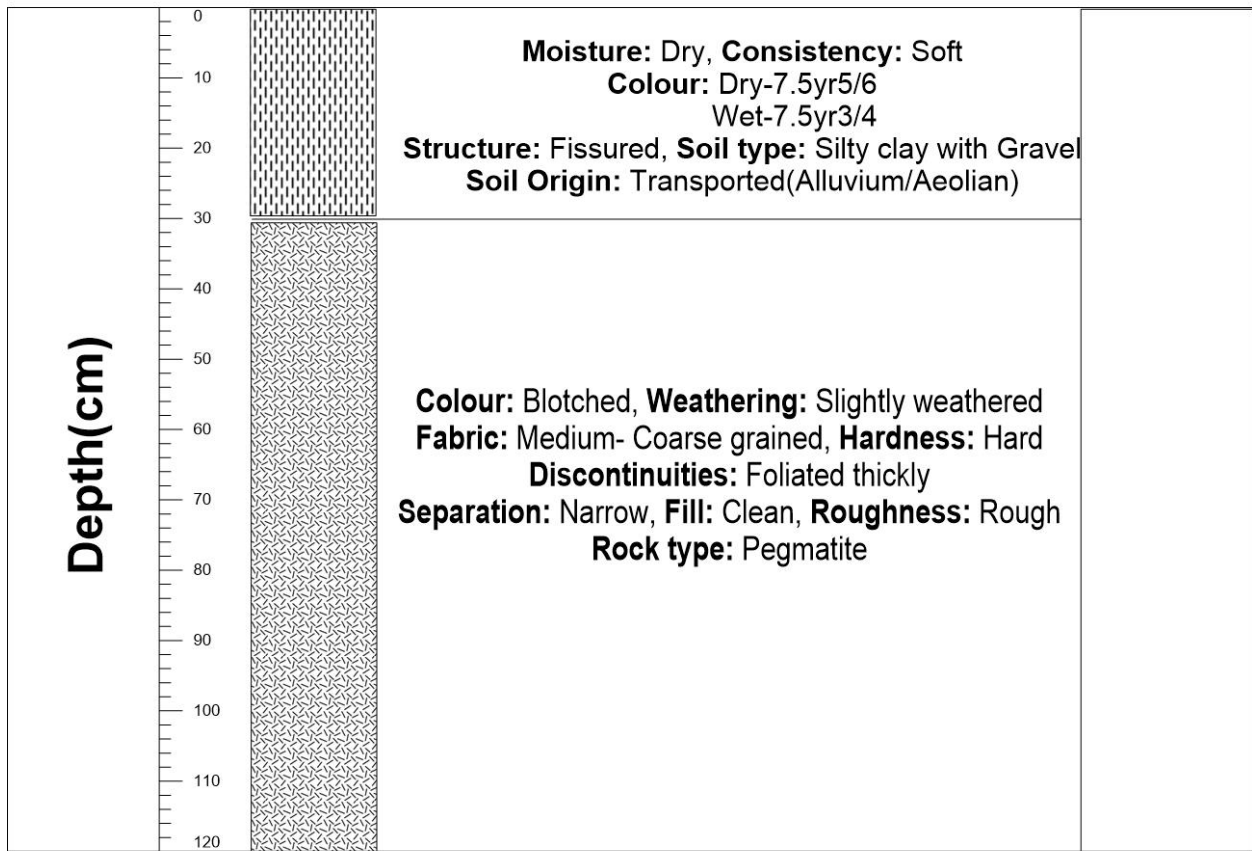 Depth(cm)
0
10
20
30
40
50
60
70
80
90
100
110
120
Moisture: Dry, Consistency: Soft
Colour: Dry-7.5yr5/6
Wet-7.5yr3/4
Structure: Fissured, Soil type: Silty clay with Gravel
Soil Origin: Transported(Alluvium/Aeolian)
Colour: Blotched, Weathering: Slightly weathered
Fabric: Medium- Coarse grained, Hardness: Hard
Discontinuities: Foliated thickly
Separation: Narrow, Fill: Clean, Roughness: Rough
Rock type: Pegmatite